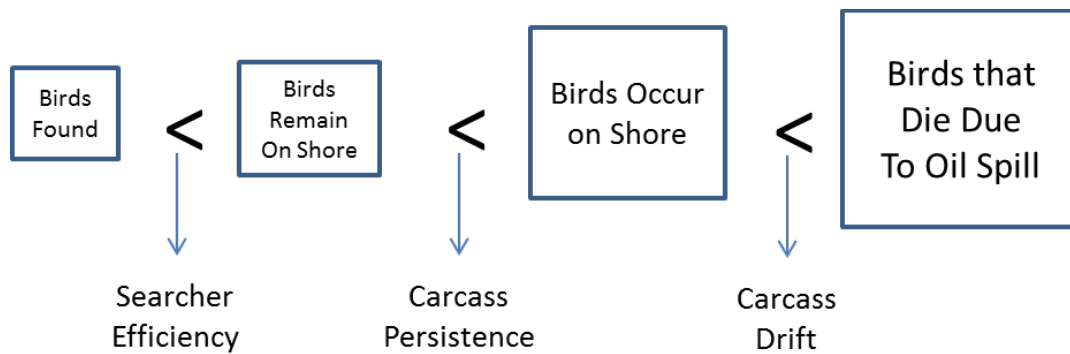 Birds
Found
<
Birds
Remain
On Shore
<
Birds Occur
on Shore
<
Birds that
Die Due
To Oil Spill
Searcher
Efficiency
Carcass
Persistence
Carcass
Drift